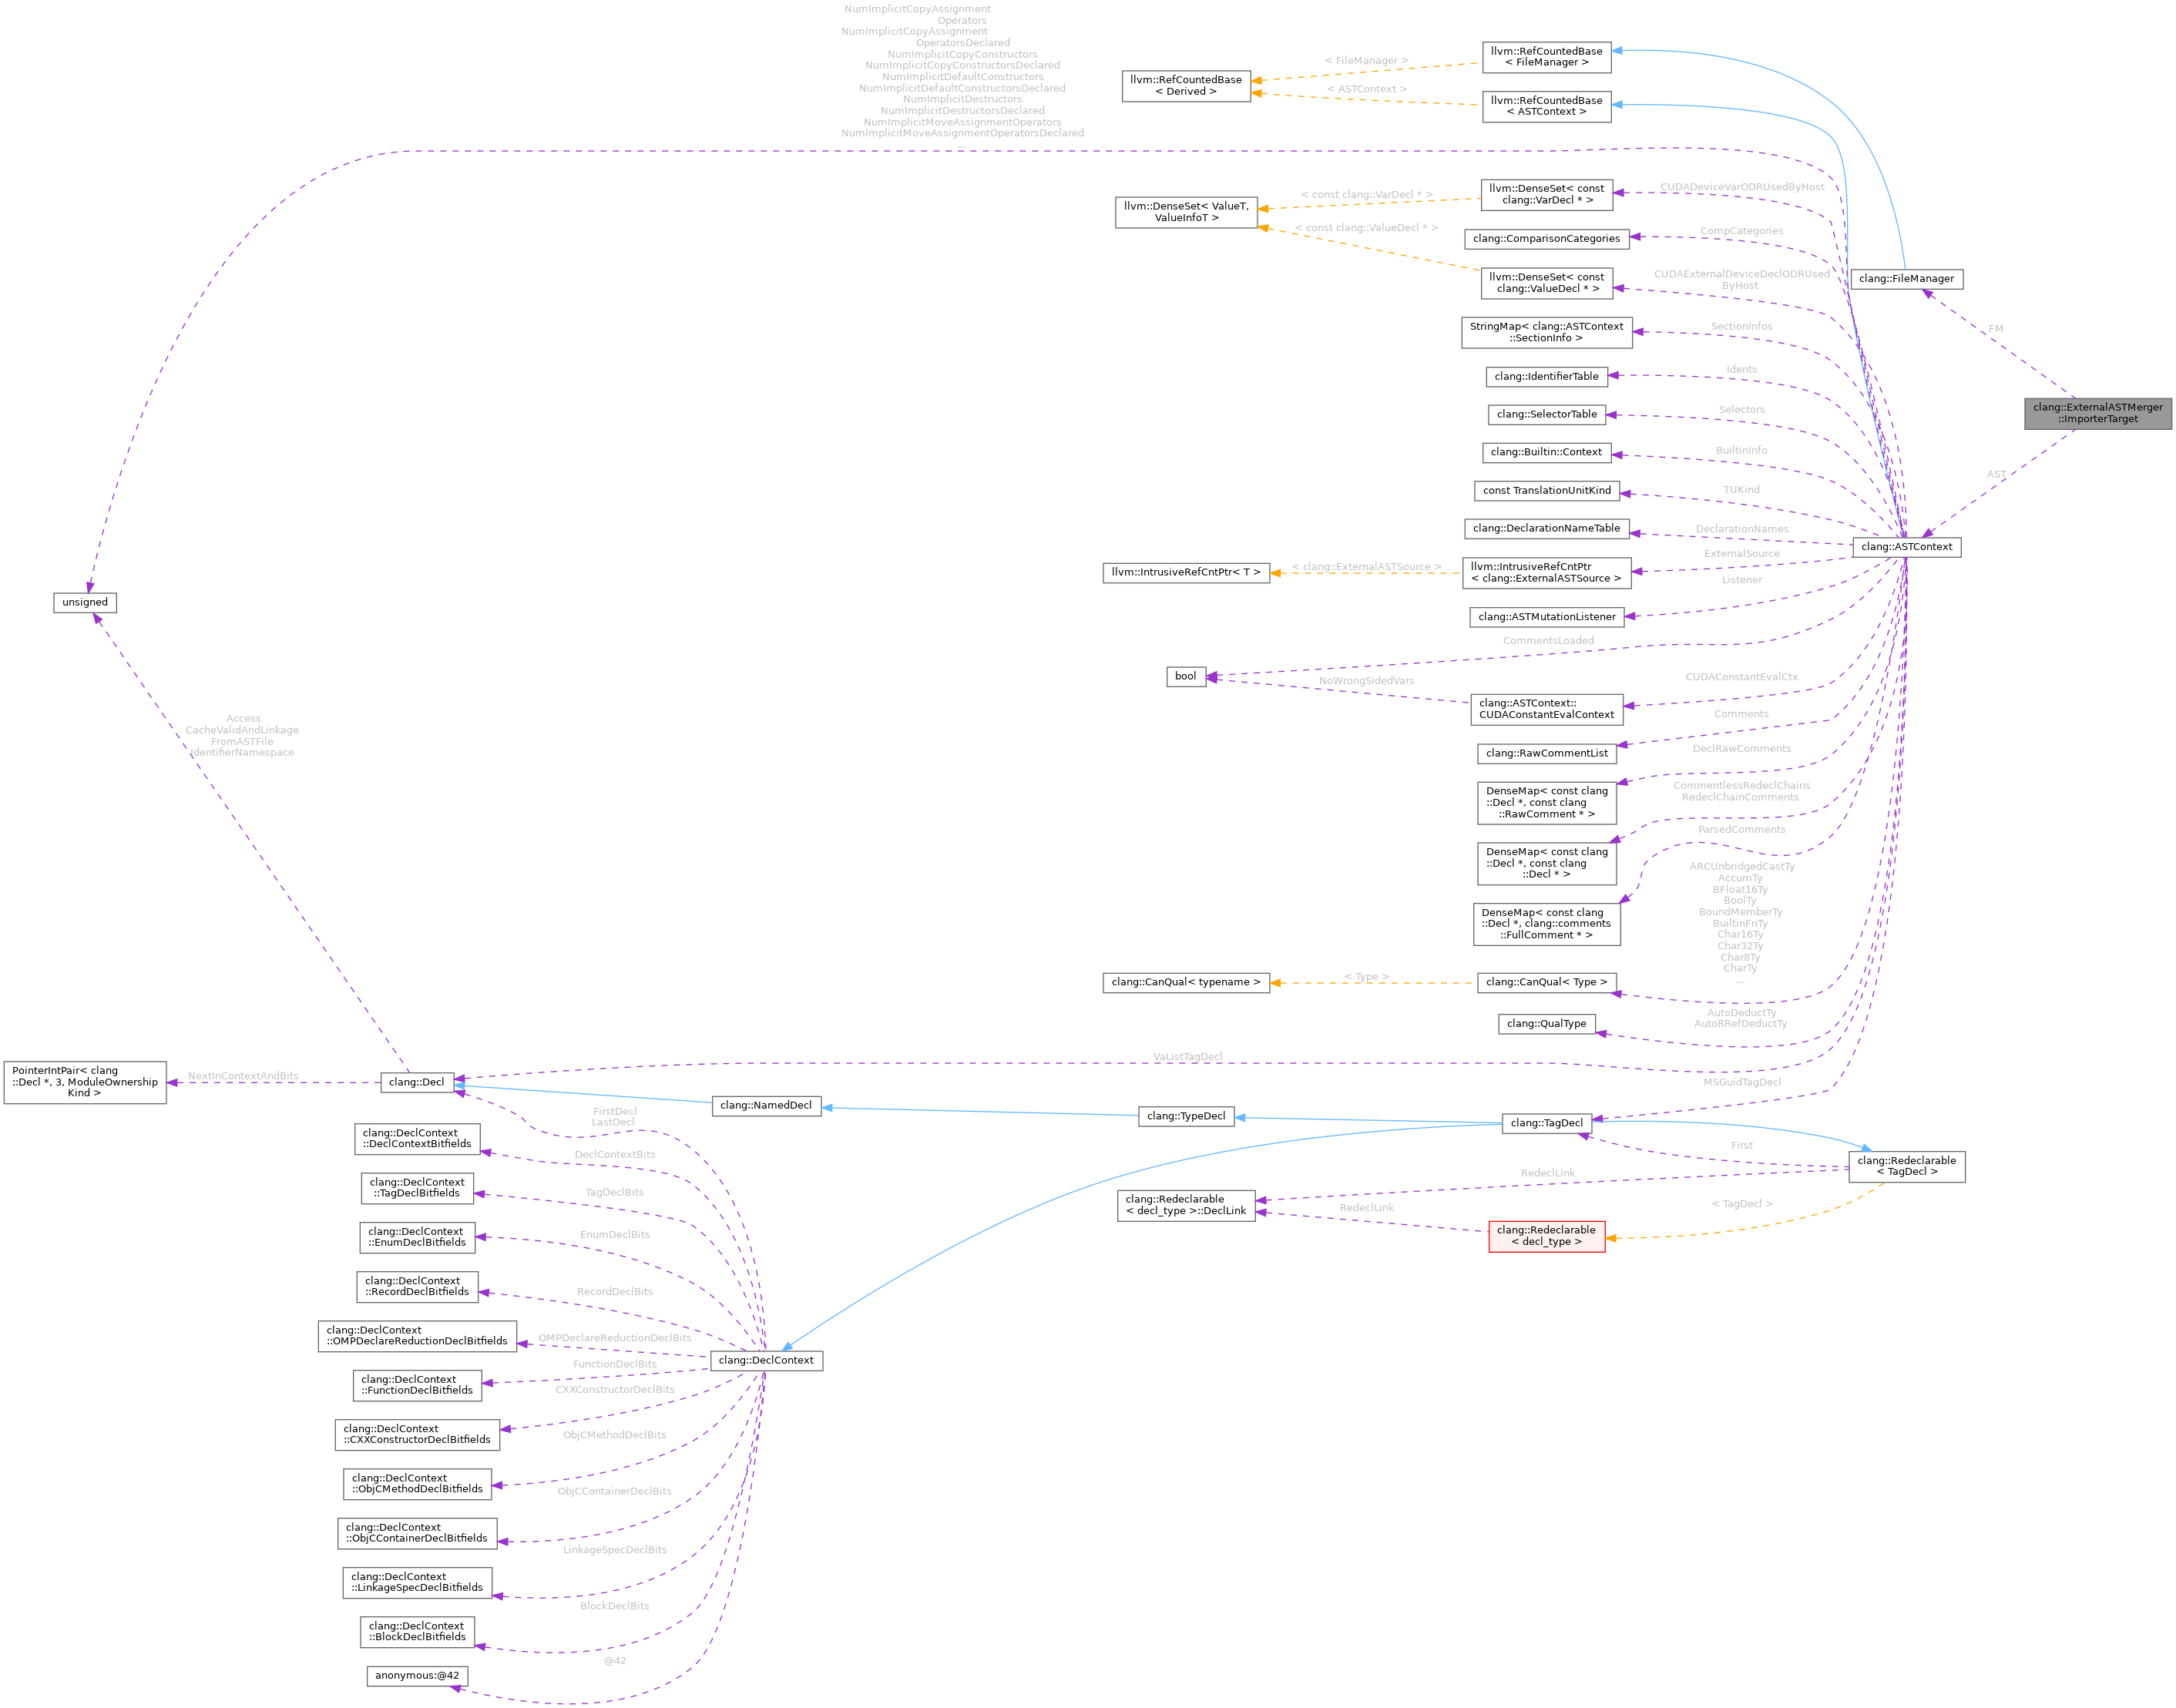 NumImplicitCopyAssignment
Operators
NumImplicitCopyAssignment
OperatorsDeclared
NumImplicitCopyConstructors
NumImplicitCopyConstructorsDeclared
NumImplicitDefaultConstructors
NumImplicitDefaultConstructorsDeclared
NumImplicitDestructors
NumImplicitDestructorsDeclared
NumImplicitMoveAssignmentOperators
NumImplicitMoveAssignmentOperatorsDeclared
...
llvm::RefCountedBase
< FileManager >
< FileManager >
llvm::RefCountedBase
< Derived >
< ASTContext >
llvm::RefCountedBase
< ASTContext >
llvm::DenseSet< const
clang::VarDecl * >
CUDADeviceVarODRUsedByHost
< const clang::VarDecl * >
llvm::DenseSet< ValueT,
ValueInfoT >
< const clang::ValueDecl * >
clang::ComparisonCategories
CompCategories
llvm::DenseSet< const
clang::ValueDecl * >
CUDAExternalDeviceDeclODRUsed
ByHost
clang::FileManager
FM
StringMap< clang::ASTContext
::SectionInfo >
SectionInfos
clang::IdentifierTable
Idents
clang::SelectorTable
Selectors
clang::ExternalASTMerger
::ImporterTarget
clang::Builtin::Context
BuiltinInfo
AST
const TranslationUnitKind
TUKind
clang::DeclarationNameTable
DeclarationNames
clang::ASTContext
ExternalSource
llvm::IntrusiveRefCntPtr< T >
< clang::ExternalASTSource >
llvm::IntrusiveRefCntPtr
< clang::ExternalASTSource >
Listener
unsigned
clang::ASTMutationListener
CommentsLoaded
bool
NoWrongSidedVars
CUDAConstantEvalCtx
clang::ASTContext::
CUDAConstantEvalContext
Comments
Access
CacheValidAndLinkage
FromASTFile
IdentifierNamespace
clang::RawCommentList
DeclRawComments
DenseMap< const clang
::Decl *, const clang
::RawComment * >
CommentlessRedeclChains
RedeclChainComments
ParsedComments
DenseMap< const clang
::Decl *, const clang
::Decl * >
ARCUnbridgedCastTy
AccumTy
BFloat16Ty
BoolTy
BoundMemberTy
BuiltinFnTy
Char16Ty
Char32Ty
Char8Ty
CharTy
...
DenseMap< const clang
::Decl *, clang::comments
::FullComment * >
clang::CanQual< typename >
< Type >
clang::CanQual< Type >
AutoDeductTy
AutoRRefDeductTy
clang::QualType
VaListTagDecl
PointerIntPair< clang
::Decl *, 3, ModuleOwnership
Kind >
NextInContextAndBits
clang::Decl
MSGuidTagDecl
clang::NamedDecl
clang::TypeDecl
clang::TagDecl
FirstDecl
LastDecl
clang::DeclContext
::DeclContextBitfields
DeclContextBits
First
clang::Redeclarable
< TagDecl >
RedeclLink
clang::DeclContext
::TagDeclBitfields
TagDeclBits
clang::Redeclarable
< decl_type >::DeclLink
RedeclLink
< TagDecl >
clang::Redeclarable
< decl_type >
clang::DeclContext
::EnumDeclBitfields
EnumDeclBits
clang::DeclContext
::RecordDeclBitfields
RecordDeclBits
clang::DeclContext
::OMPDeclareReductionDeclBitfields
OMPDeclareReductionDeclBits
clang::DeclContext
FunctionDeclBits
clang::DeclContext
::FunctionDeclBitfields
CXXConstructorDeclBits
clang::DeclContext
::CXXConstructorDeclBitfields
ObjCMethodDeclBits
clang::DeclContext
::ObjCMethodDeclBitfields
ObjCContainerDeclBits
clang::DeclContext
::ObjCContainerDeclBitfields
LinkageSpecDeclBits
clang::DeclContext
::LinkageSpecDeclBitfields
BlockDeclBits
clang::DeclContext
::BlockDeclBitfields
@42
anonymous:@42